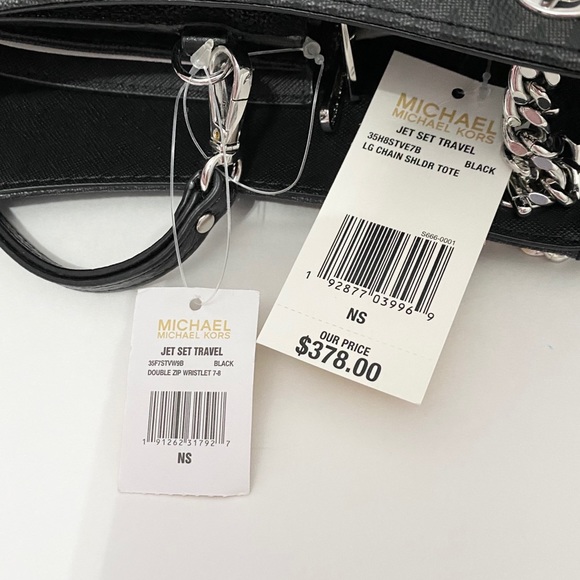 MICHAEL
MICHAEL KORS
JET SET TRAVEL
35H8STVE7B BLACK
LG CHAIN SHLDR TOTE
S666-0001
1 92877 03996 9
NS
OUR PRICE
$378.00
MICHAEL
MICHAEL KORS
JET SET TRAVEL
35F7STVW9B BLACK
DOUBLE ZIP WRISTLET 7-8
1 91262 31792 7
NS